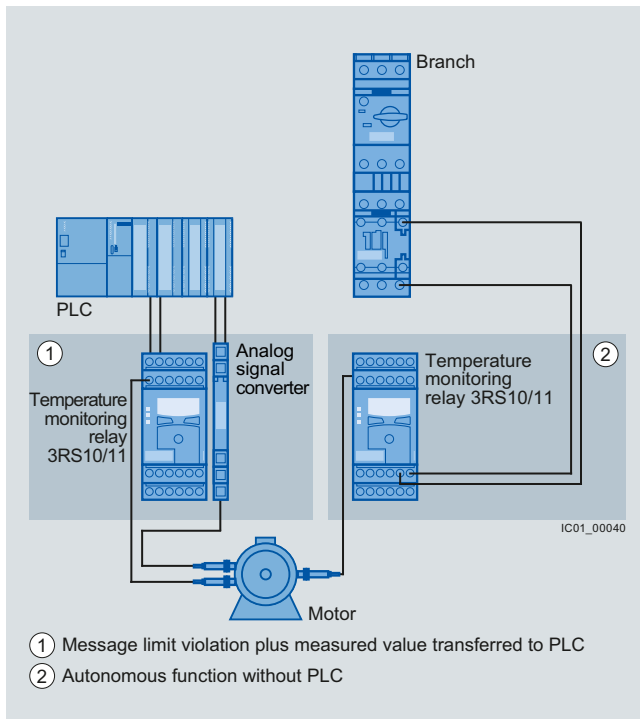 Branch
PLC
1
Analog
signal
converter
Temperature
monitoring
relay
3RS10/11
Temperature
monitoring
relay 3RS10/11
2
IC01_00040
Motor
1 Message limit violation plus measured value transferred to PLC
2 Autonomous function without PLC